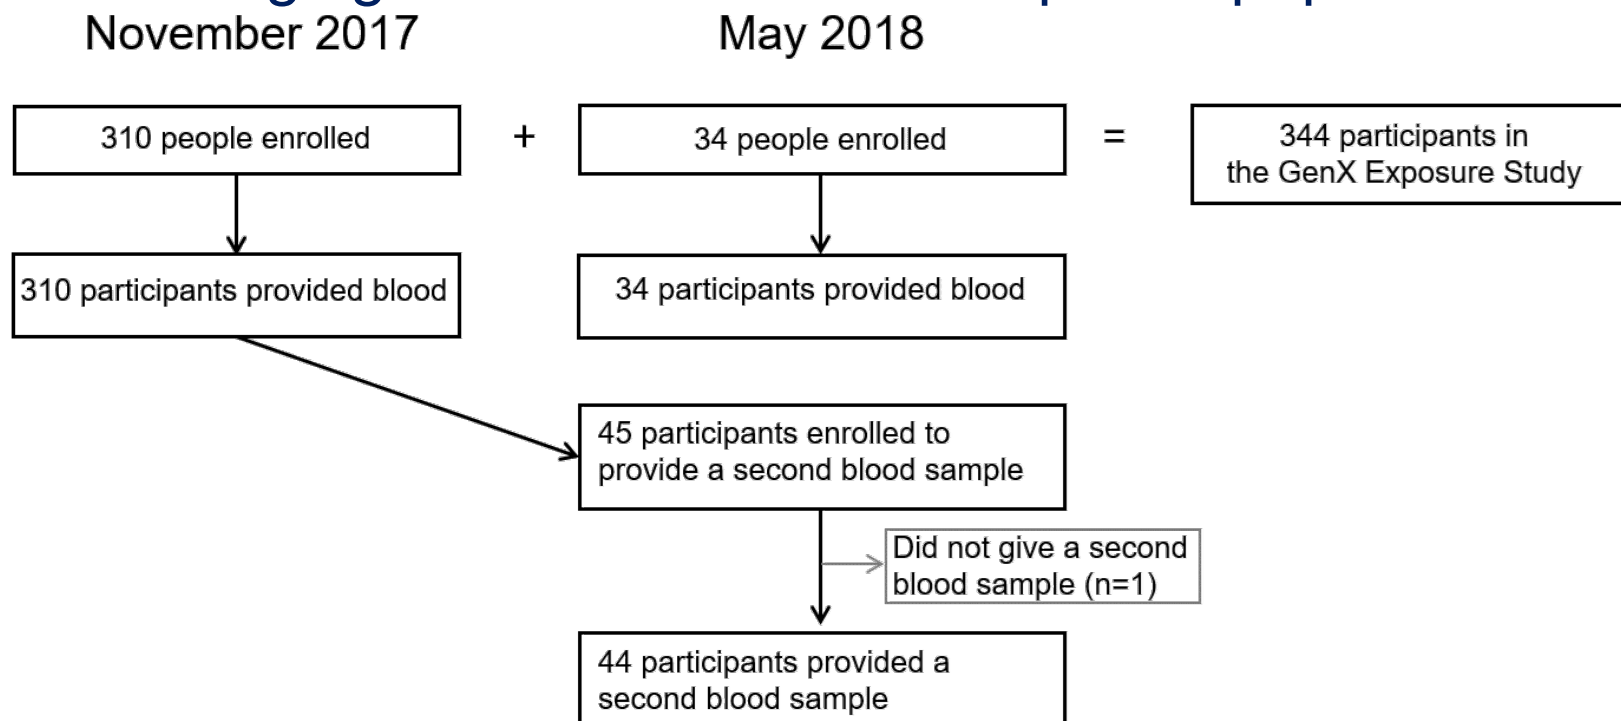 November 2017
May 2018
310 people enrolled
+
34 people enrolled
=
344 participants in
the GenX Exposure Study
310 participants provided blood
34 participants provided blood
45 participants enrolled to
provide a second blood sample
Did not give a second
blood sample (n=1)
44 participants provided a
second blood sample